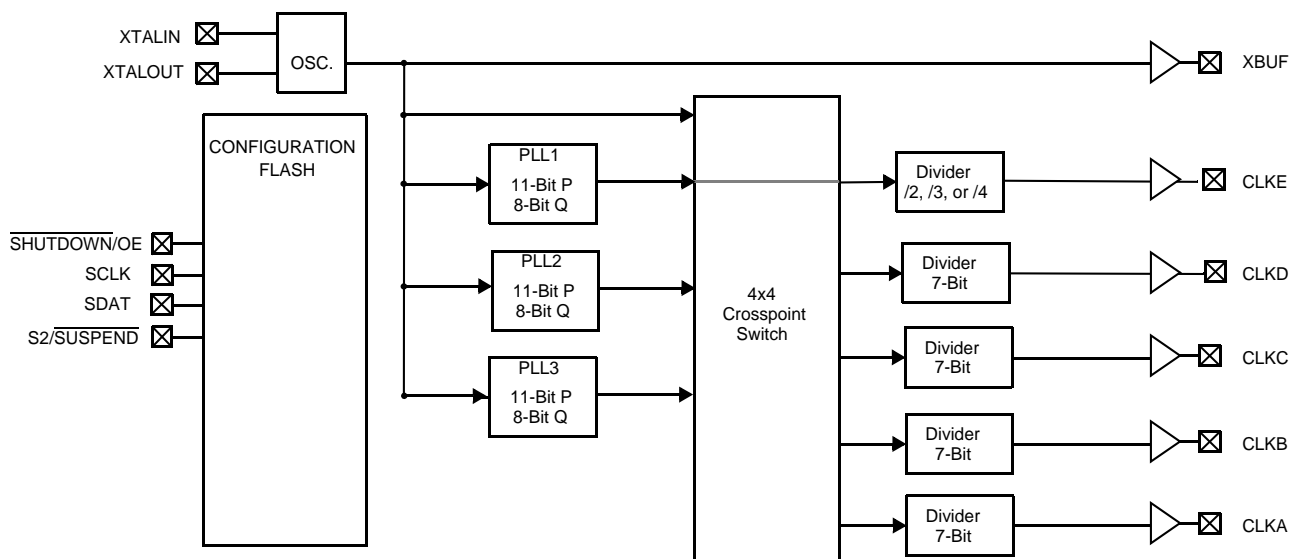 XTALIN
XTALOUT
OSC.
XBUF
CONFIGURATION
FLASH
SHUTDOWN/OE
SCLK
SDAT
S2/SUSPEND
PLL1
11-Bit P
8-Bit Q
PLL2
11-Bit P
8-Bit Q
PLL3
11-Bit P
8-Bit Q
4x4
Crosspoint
Switch
Divider
/2, /3, or /4
CLKE
Divider
7-Bit
CLKD
Divider
7-Bit
CLKC
Divider
7-Bit
CLKB
Divider
7-Bit
CLKA